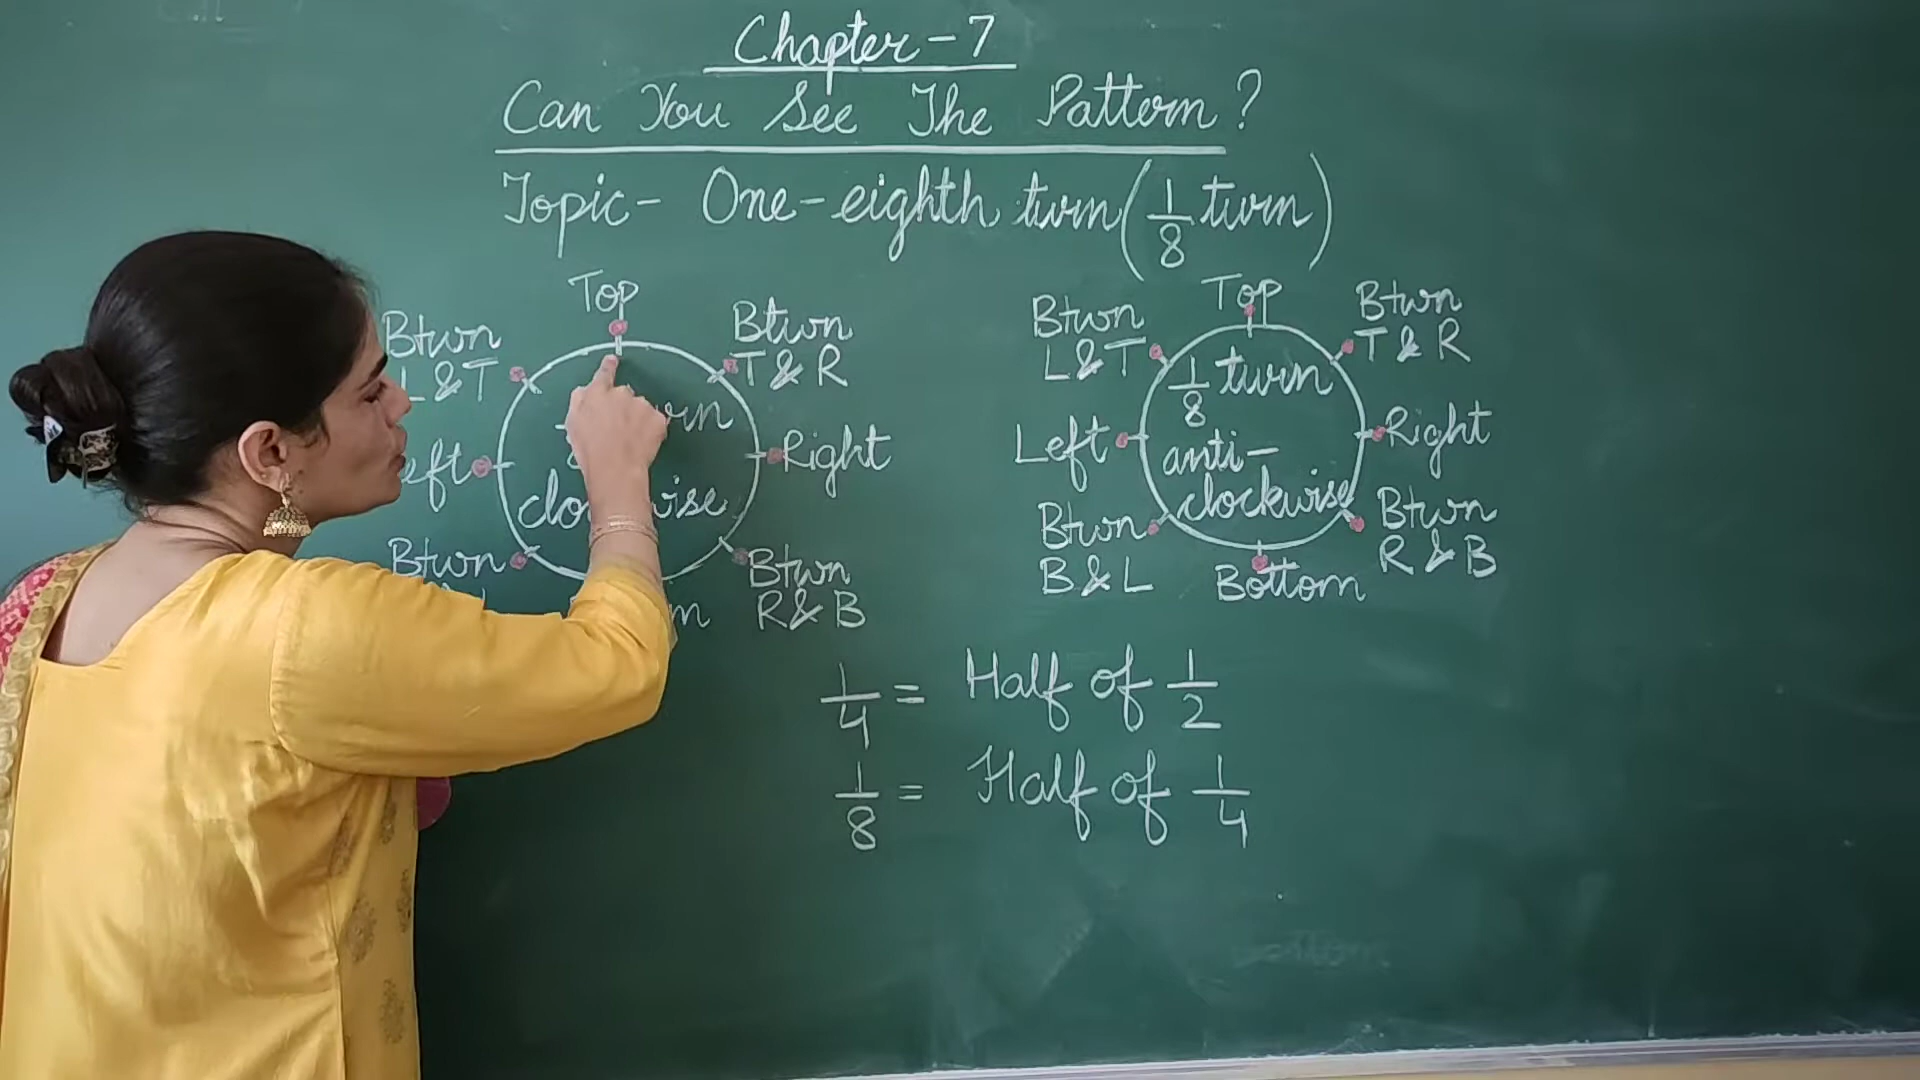 Chapter - 7
Can You See The Pattern?
Topic - One-eighth turn (1/8 turn)
Top
Btwn
T & R
Right
Btwn
R & B
Btwn
Btwn
L & T
clockwise
Top
Btwn
T & R
Right
Btwn
R & B
Bottom
Btwn
B & L
Left
Btwn
L & T
1/8 turn
anti-
clockwise
1/4 = Half of 1/2
1/8 = Half of 1/4